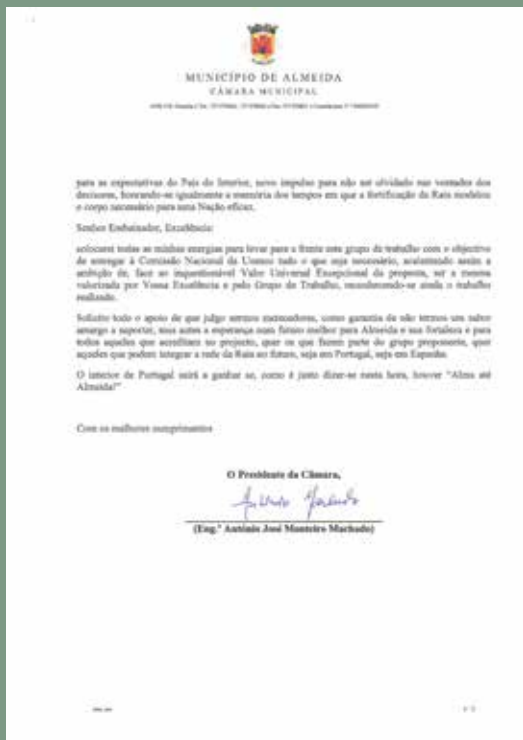 MUNICÍPIO DE ALMEIDA
CÂMARA MUNICIPAL
para as expectativas do País do Interior, novo impulso para não ser olvidado nas vontades dos
decisores, honrando-se igualmente a memória dos tempos em que a fortificação da Raia modelou
o corpo necessário para uma Nação eficaz.
Senhor Embaixador, Excelência:
colocarei todas as minhas energias para levar para a frente este grupo de trabalho com o objectivo
de entregar à Comissão Nacional da Unesco tudo o que seja necessário, acalentando assim a
ambição de, face ao inquestionável Valor Universal Excepcional da proposta, ser a mesma
valorizada por Vossa Excelência e pelo Grupo de Trabalho, reconhecendo-se ainda o trabalho
realizado.
Solicito todo o apoio de que julgo sermos merecedores, como garantia de não termos um sabor
amargo a suportar, mas antes a esperança num futuro melhor para Almeida e sua fortaleza e para
todos aqueles que acreditam no projecto, quer os que fazem parte do grupo proponente, quer
aqueles que podem integrar a rede da Raia no futuro, seja em Portugal, seja em Espanha.
O interior de Portugal sairá a ganhar se, como é justo dizer-se nesta hora, houver "Alma até
Almeida!"
Com os melhores cumprimentos
O Presidente da Câmara,
António Machado
(Eng.º António José Monteiro Machado)